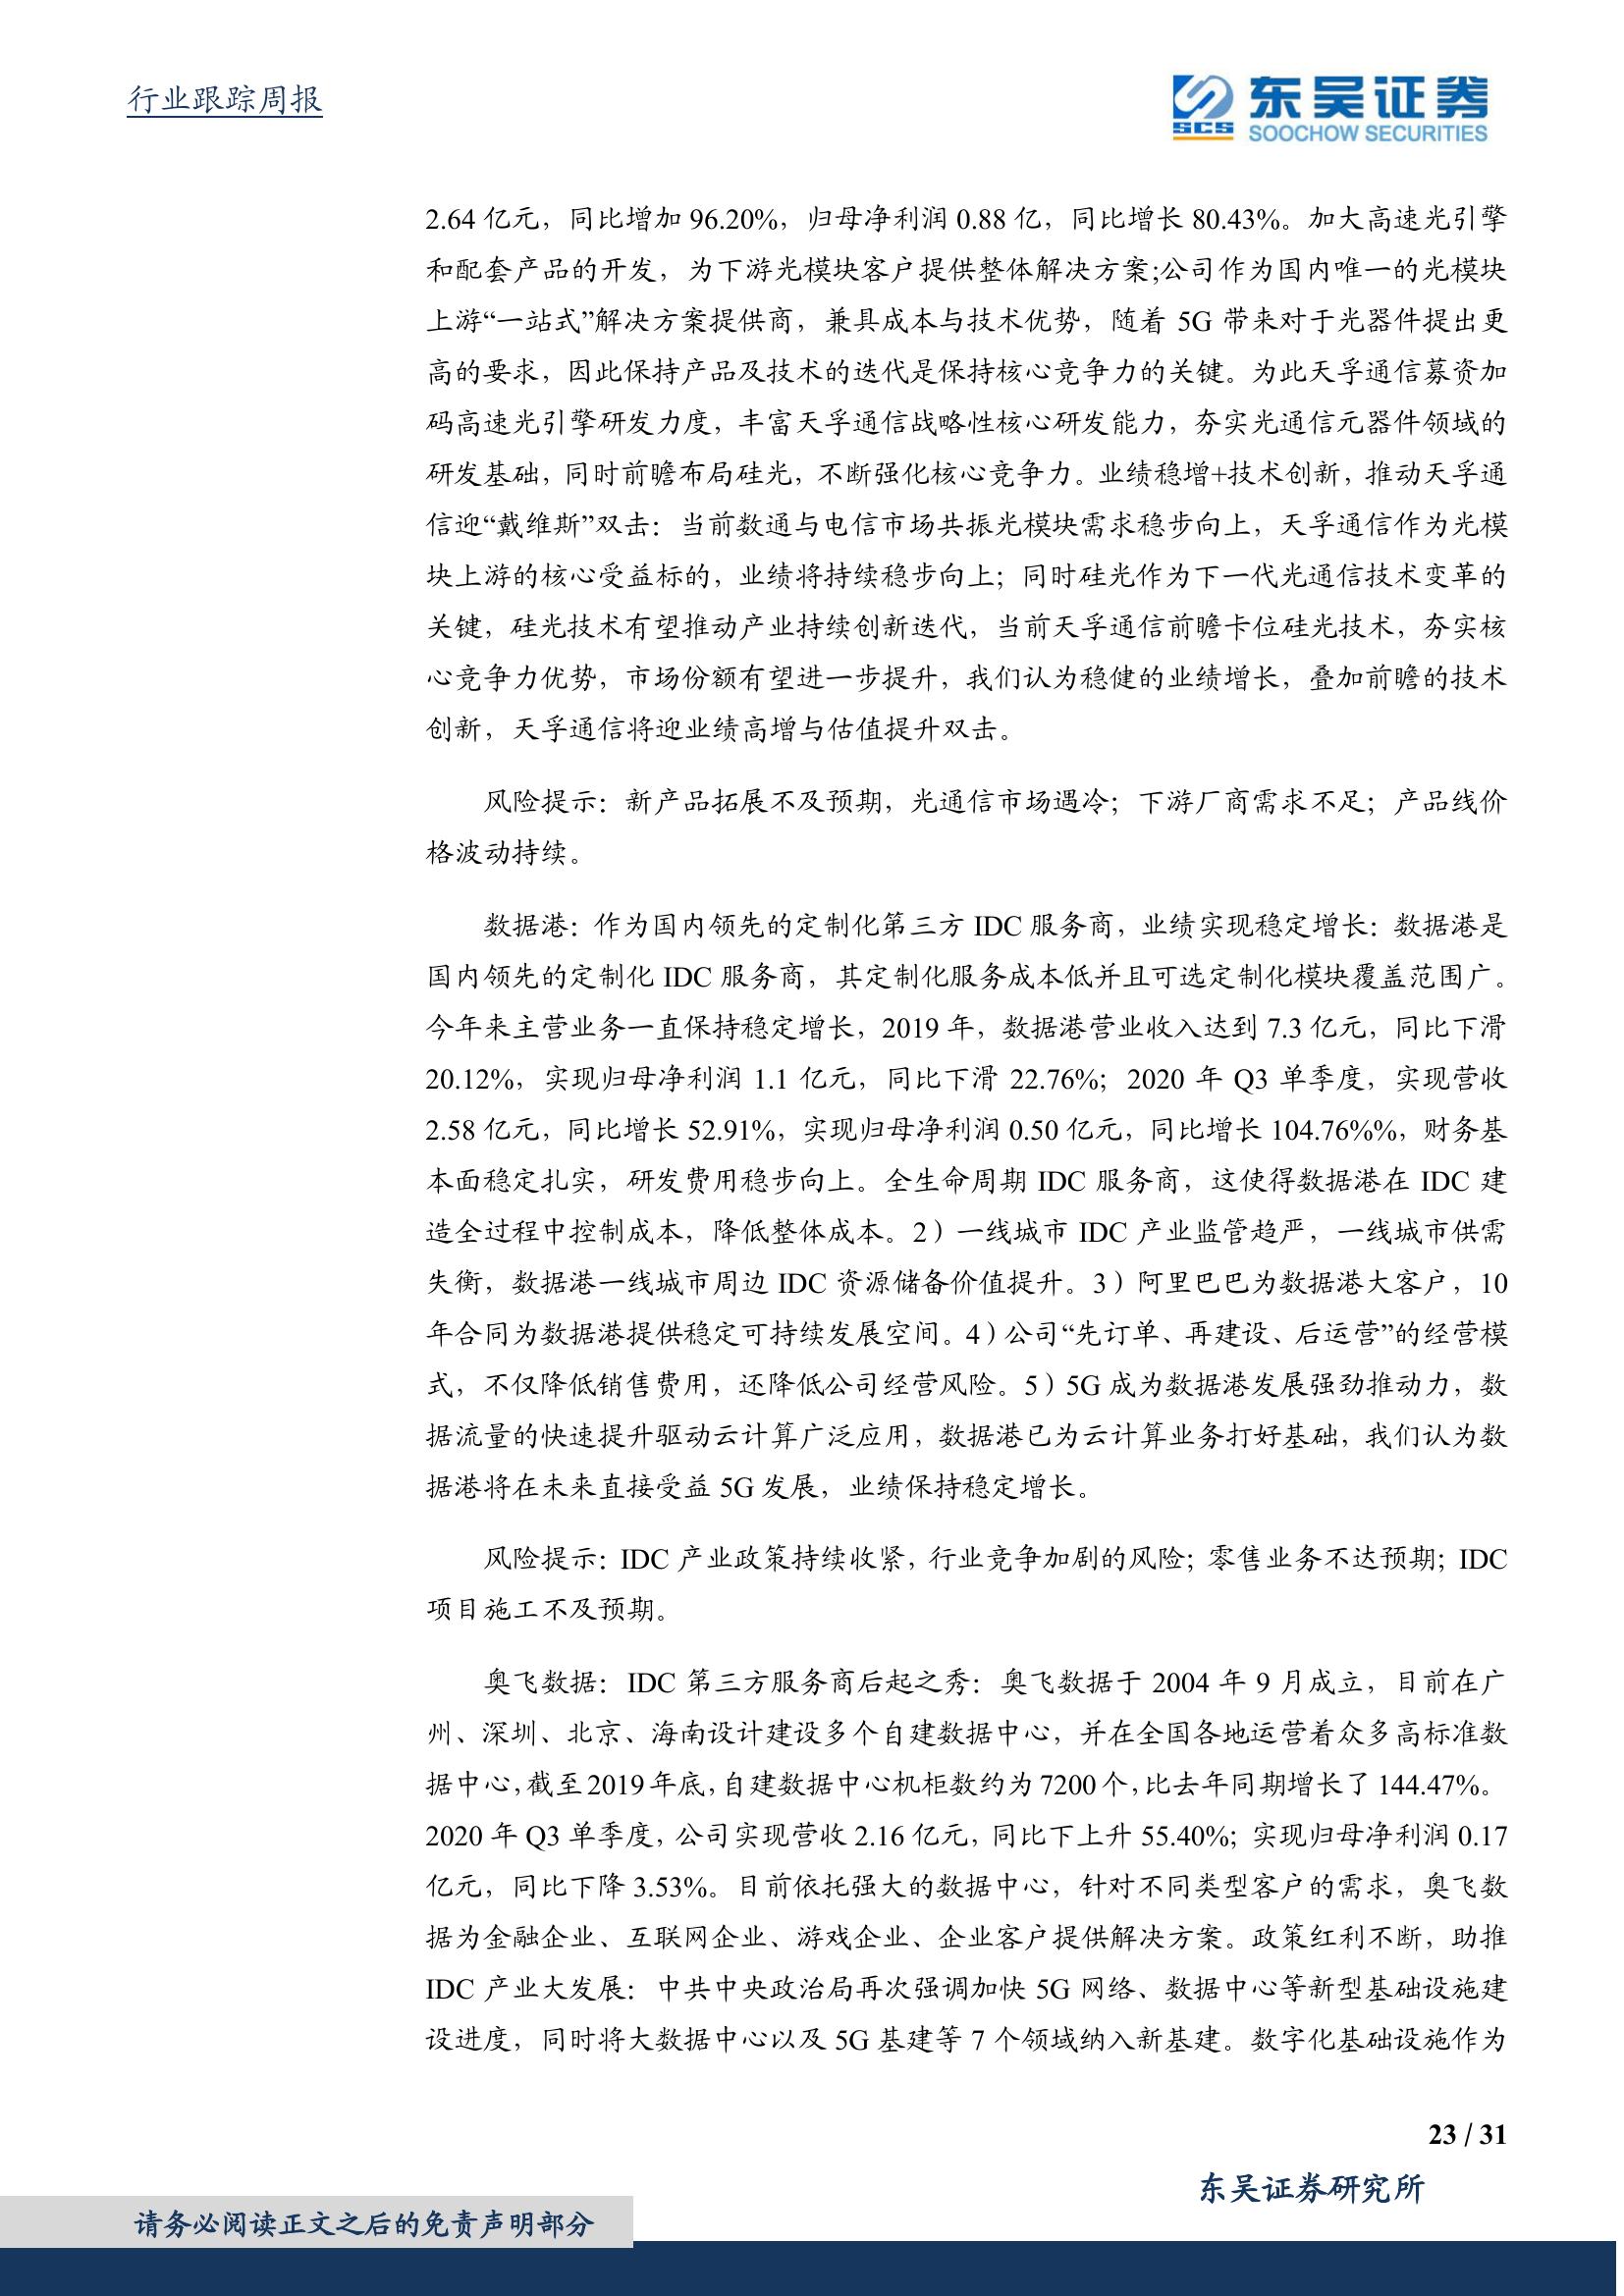 行业跟踪周报
东吴证券
SCS
SOOCHOW SECURITIES
2.64 亿元，同比增加 96.20%，归母净利润 0.88 亿，同比增长 80.43%。加大高速光引擎
和配套产品的开发，为下游光模块客户提供整体解决方案;公司作为国内唯一的光模块
上游“一站式”解决方案提供商，兼具成本与技术优势，随着 5G 带来对于光器件提出更
高的要求，因此保持产品及技术的迭代是保持核心竞争力的关键。为此天孚通信募资加
码高速光引擎研发力度，丰富天孚通信战略性核心研发能力，夯实光通信元器件领域的
研发基础，同时前瞻布局硅光，不断强化核心竞争力。业绩稳增+技术创新，推动天孚通
信迎“戴维斯”双击：当前数通与电信市场共振光模块需求稳步向上，天孚通信作为光模
块上游的核心受益标的，业绩将持续稳步向上；同时硅光作为下一代光通信技术变革的
关键，硅光技术有望推动产业持续创新迭代，当前天孚通信前瞻卡位硅光技术，夯实核
心竞争力优势，市场份额有望进一步提升，我们认为稳健的业绩增长，叠加前瞻的技术
创新，天孚通信将迎业绩高增与估值提升双击。
风险提示：新产品拓展不及预期，光通信市场遇冷；下游厂商需求不足；产品线价
格波动持续。
数据港：作为国内领先的定制化第三方 IDC 服务商，业绩实现稳定增长：数据港是
国内领先的定制化 IDC 服务商，其定制化服务成本低并且可选定制化模块覆盖范围广。
今年来主营业务一直保持稳定增长，2019 年，数据港营业收入达到 7.3 亿元，同比下滑
20.12%，实现归母净利润 1.1 亿元，同比下滑 22.76%；2020 年 Q3 单季度，实现营收
2.58 亿元，同比增长 52.91%，实现归母净利润 0.50 亿元，同比增长 104.76%%，财务基
本面稳定扎实，研发费用稳步向上。全生命周期 IDC 服务商，这使得数据港在 IDC 建
造全过程中控制成本，降低整体成本。2）一线城市 IDC 产业监管趋严，一线城市供需
失衡，数据港一线城市周边 IDC 资源储备价值提升。3）阿里巴巴为数据港大客户，10
年合同为数据港提供稳定可持续发展空间。4）公司“先订单、再建设、后运营”的经营模
式，不仅降低销售费用，还降低公司经营风险。5）5G 成为数据港发展强劲推动力，数
据流量的快速提升驱动云计算广泛应用，数据港已为云计算业务打好基础，我们认为数
据港将在未来直接受益 5G 发展，业绩保持稳定增长。
风险提示：IDC 产业政策持续收紧，行业竞争加剧的风险；零售业务不达预期；IDC
项目施工不及预期。
奥飞数据：IDC 第三方服务商后起之秀：奥飞数据于 2004 年 9 月成立，目前在广
州、深圳、北京、海南设计建设多个自建数据中心，并在全国各地运营着众多高标准数
据中心，截至 2019 年底，自建数据中心机柜数约为 7200 个，比去年同期增长了 144.47%。
2020 年 Q3 单季度，公司实现营收 2.16 亿元，同比下上升 55.40%；实现归母净利润 0.17
亿元，同比下降 3.53%。目前依托强大的数据中心，针对不同类型客户的需求，奥飞数
据为金融企业、互联网企业、游戏企业、企业客户提供解决方案。政策红利不断，助推
IDC 产业大发展：中共中央政治局再次强调加快 5G 网络、数据中心等新型基础设施建
设进度，同时将大数据中心以及 5G 基建等 7 个领域纳入新基建。数字化基础设施作为
23 / 31
东吴证券研究所
请务必阅读正文之后的免责声明部分